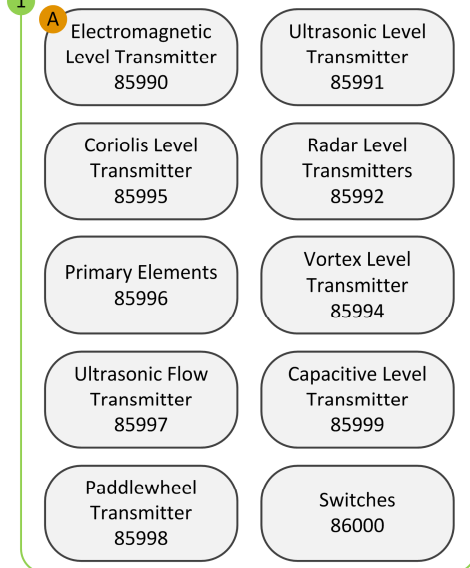 1
A
Electromagnetic
Level Transmitter
85990
Ultrasonic Level
Transmitter
85991
Coriolis Level
Transmitter
85995
Radar Level
Transmitters
85992
Primary Elements
85996
Vortex Level
Transmitter
85994
Ultrasonic Flow
Transmitter
85997
Capacitive Level
Transmitter
85999
Paddlewheel
Transmitter
85998
Switches
86000